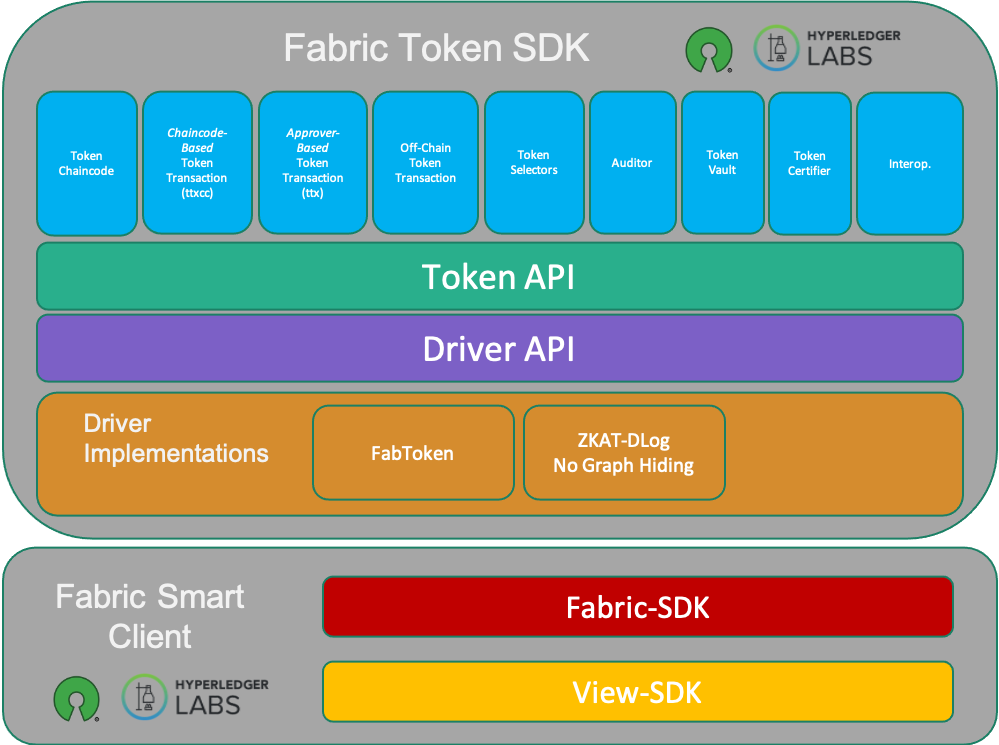 Fabric Token SDK
HYPERLEDGER
LABS
Token
Chaincode
Chaincode-
Based
Token
Transaction
(ttxcc)
Approver-
Based
Token
Transaction
(ttx)
Off-Chain
Token
Transaction
Token
Selectors
Auditor
Token
Vault
Token
Certifier
Interop.
Token API
Driver API
Driver
Implementations
FabToken
ZKAT-DLog
No Graph Hiding
Fabric Smart
Client
HYPERLEDGER
LABS
Fabric-SDK
View-SDK